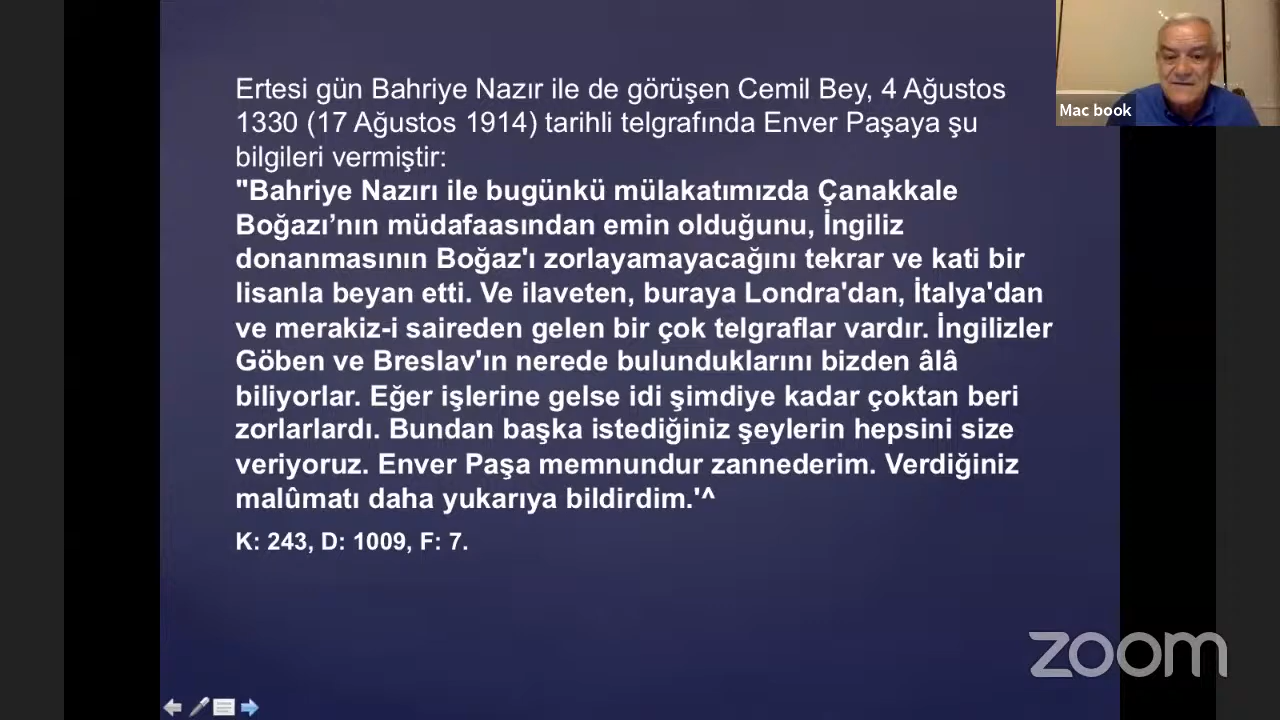 Ertesi gün Bahriye Nazır ile de görüşen Cemil Bey, 4 Ağustos
1330 (17 Ağustos 1914) tarihli telgrafında Enver Paşaya şu
bilgileri vermiştir:
"Bahriye Nazırı ile bugünkü mülakatımızda Çanakkale
Boğazı’nın müdafaasından emin olduğunu, İngiliz
donanmasının Boğaz'ı zorlayamayacağını tekrar ve kati bir
lisanla beyan etti. Ve ilaveten, buraya Londra'dan, İtalya'dan
ve merakiz-i saireden gelen bir çok telgraflar vardır. İngilizler
Göben ve Breslav'ın nerede bulunduklarını bizden âlâ
biliyorlar. Eğer işlerine gelse idi şimdiye kadar çoktan beri
zorlarlardı. Bundan başka istediğiniz şeylerin hepsini size
veriyoruz. Enver Paşa memnundur zannederim. Verdiğiniz
malûmatı daha yukarıya bildirdim.'^
K: 243, D: 1009, F: 7.
Mac book
zoom